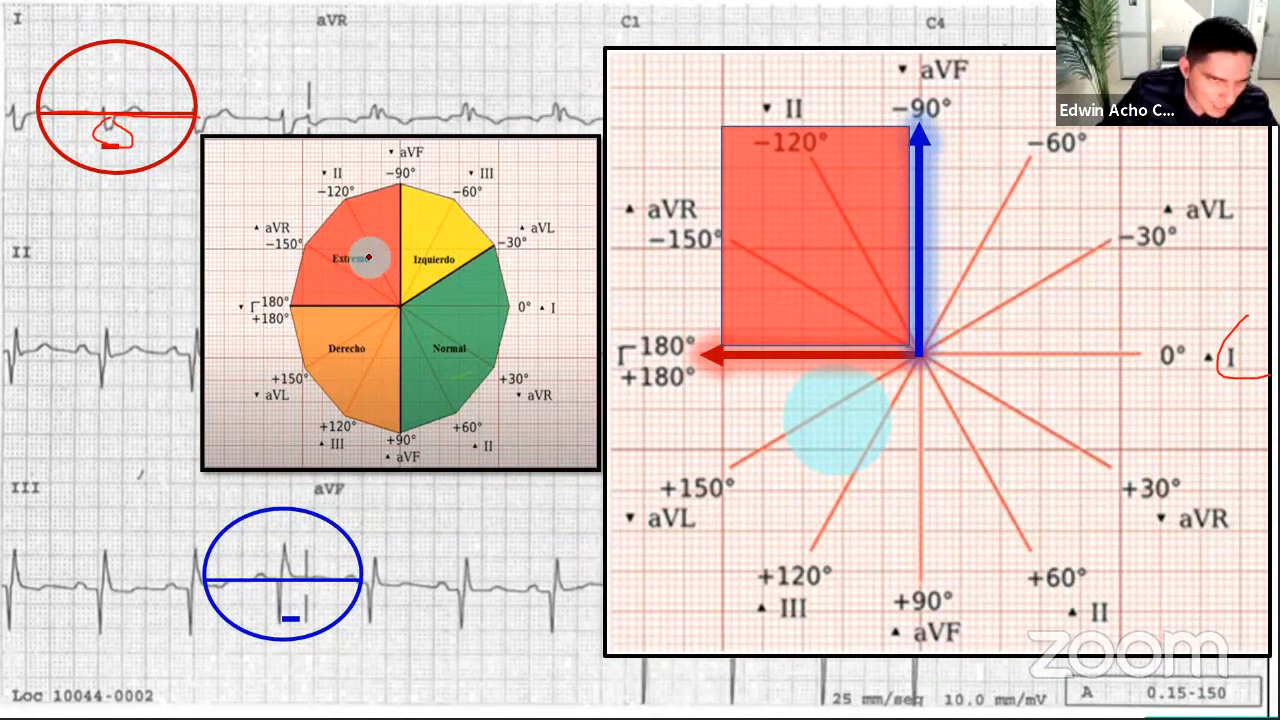 I
aVR
C1
C4
II
III
aVF
Loc 10044-0002
25 mm/seg
10.0 mm/mV
A 0.15-150
▾ aVF
−90°
▾ II
−120°
▾ III
−60°
▴ aVR
−150°
▴ aVL
−30°
Extremo
Izquierdo
▾ I
180°
+180°
0° ▴ I
Derecho
Normal
+150°
▾ aVL
+30°
▾ aVR
+120°
▴ III
+90°
▴ aVF
+60°
▴ II
▾ aVF
−90°
▾ II
−120°
−60°
▴ aVR
−150°
▴ aVL
−30°
180°
+180°
0° ▴ I
+150°
▾ aVL
+30°
▾ aVR
+120°
▴ III
+90°
▴ aVF
+60°
▴ II
Edwin Acho C...
zoom